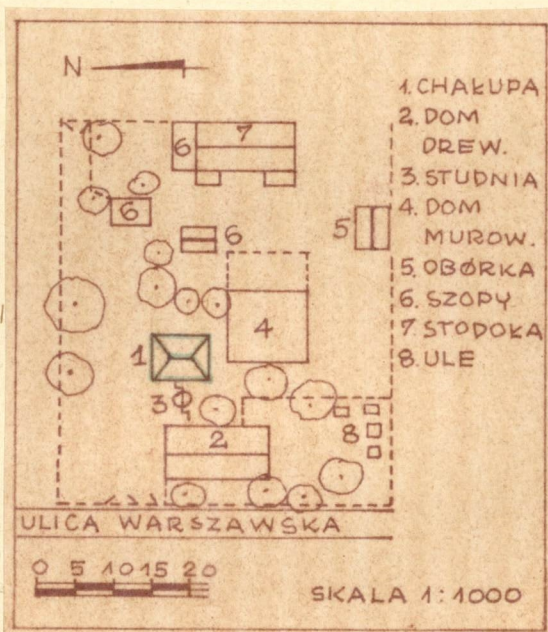 N
1. CHAŁUPA
2. DOM
DREW.
3. STUDNIA
4. DOM
MUROW.
5. OBÓRKA
6. SZOPY
7. STODOŁA
8. ULE
6 7
6
6
5
4
1
3
2
8
ULICA WARSZAWSKA
0 5 10 15 20
SKALA 1:1000